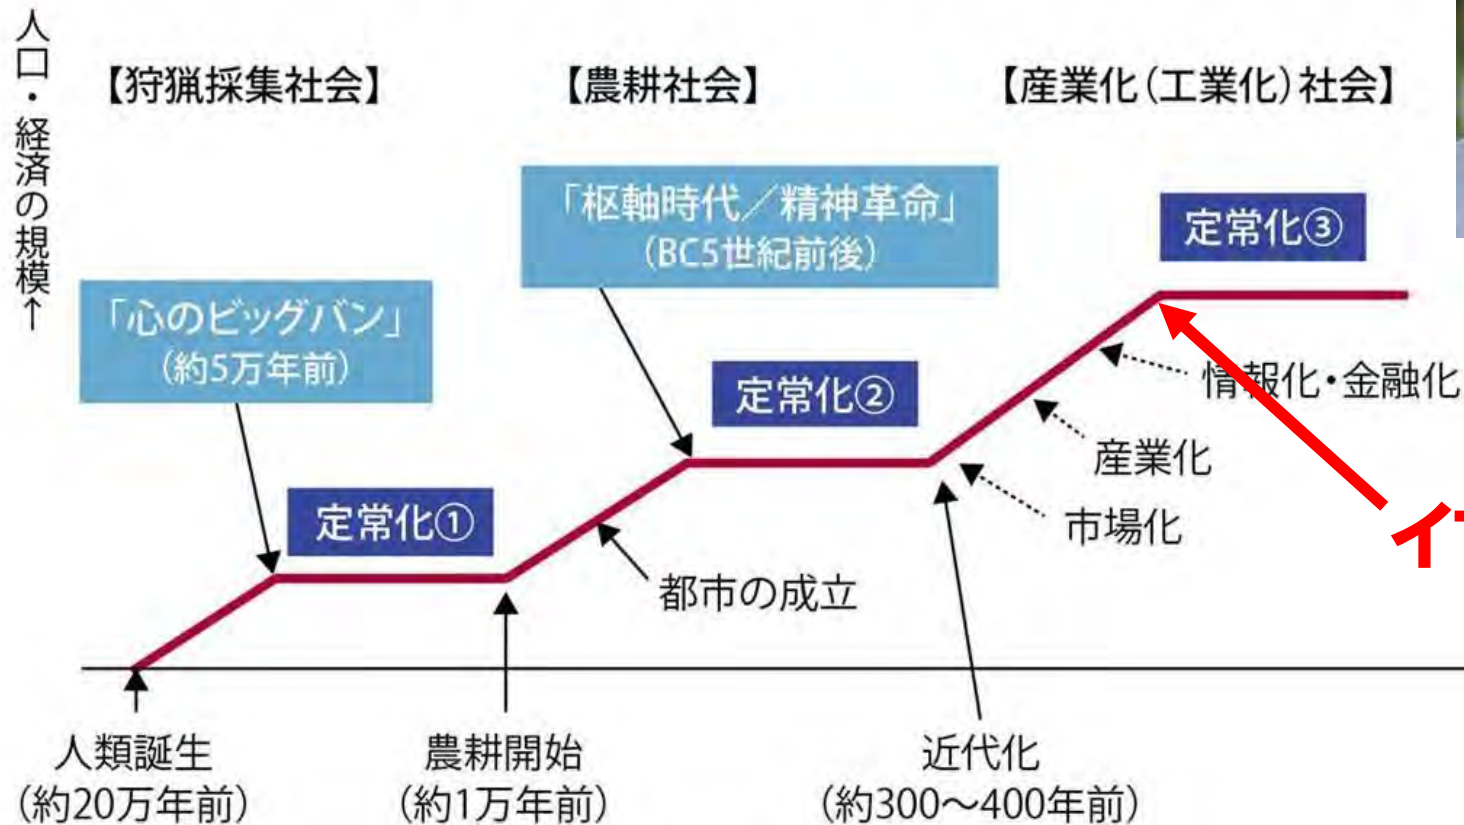 人口・経済の規模↑
【狩猟採集社会】
【農耕社会】
【産業化(工業化)社会】
「枢軸時代／精神革命」
(BC5世紀前後)
定常化③
「心のビッグバン」
(約5万年前)
定常化②
情報化・金融化
産業化
定常化①
市場化
都市の成立
人類誕生
(約20万年前)
農耕開始
(約1万年前)
近代化
(約300〜400年前)